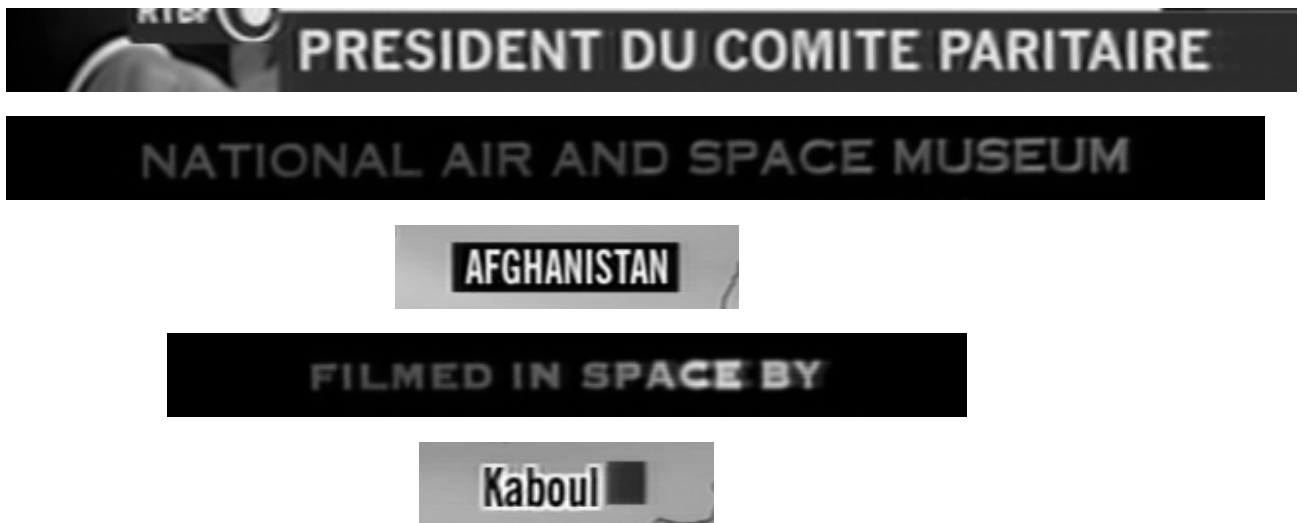 PRESIDENT DU COMITE PARITAIRE
NATIONAL AIR AND SPACE MUSEUM
AFGHANISTAN
FILMED IN SPACE BY
Kaboul